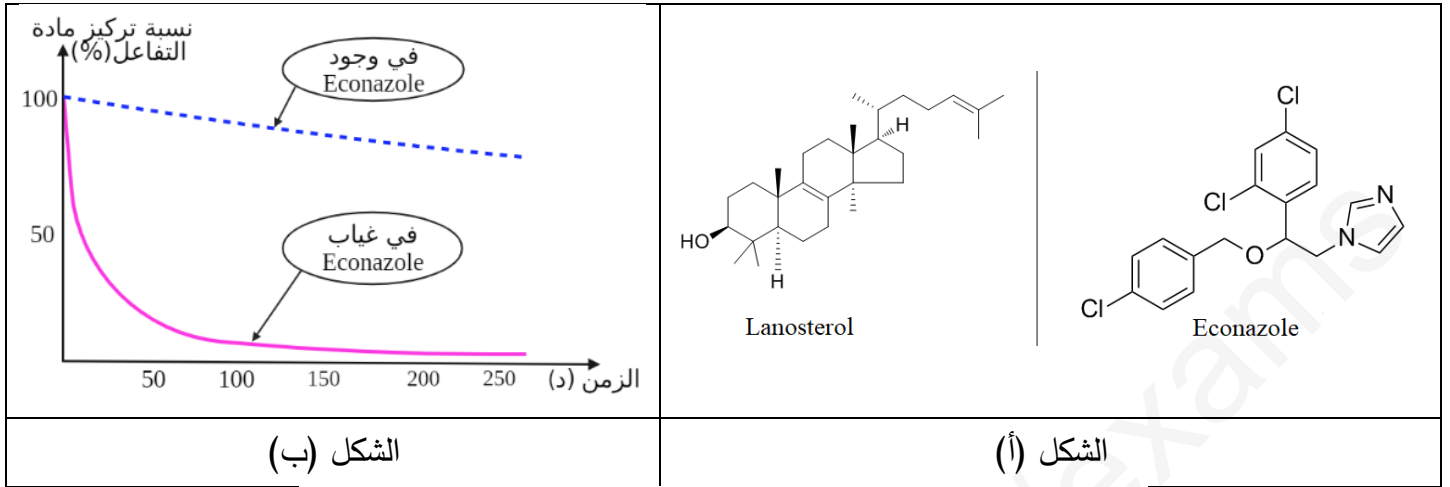 نسبة تركيز مادة
التفاعل(%)
100
50
في وجود
Econazole
في غياب
Econazole
50 100 150 200 250 الزمن (د)
الشكل (ب)
HO
H
H
Lanosterol
Cl
Cl
Cl
O
N
N
Econazole
الشكل (أ)
exams